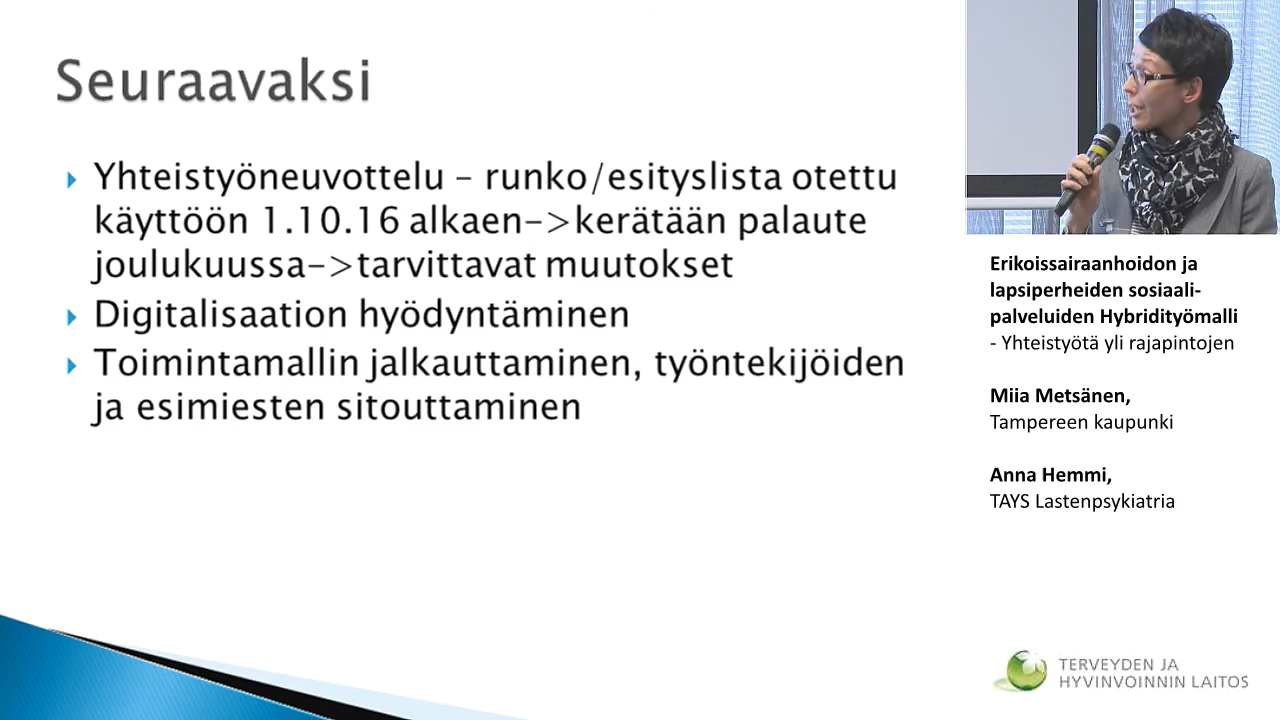 Seuraavaksi
Yhteistyöneuvottelu – runko/esityslista otettu
käyttöön 1.10.16 alkaen->kerätään palaute
joulukuussa->tarvittavat muutokset
Digitalisaation hyödyntäminen
Toimintamallin jalkauttaminen, työntekijöiden
ja esimiesten sitouttaminen
Erikoissairaanhoidon ja
lapsiperheiden sosiaali-
palveluiden Hybridityömalli
- Yhteistyötä yli rajapintojen
Miia Metsänen,
Tampereen kaupunki
Anna Hemmi,
TAYS Lastenpsykiatria
TERVEYDEN JA
HYVINVOINNIN LAITOS